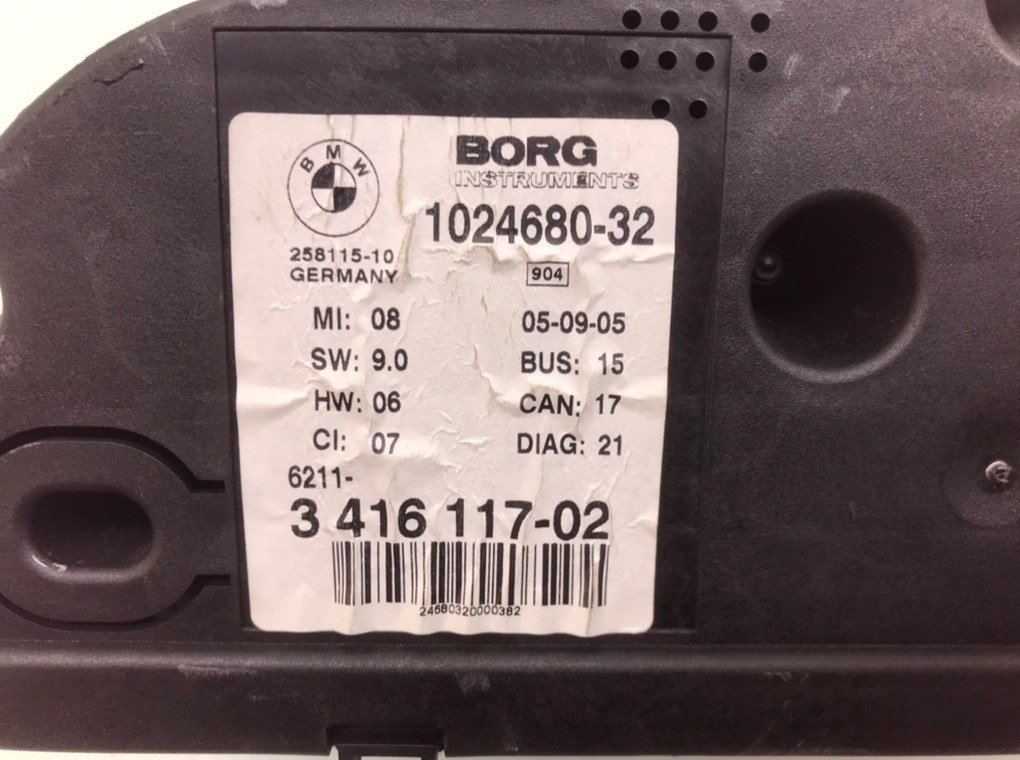 BMW
BORG
INSTRUMENTS
1024680-32
258115-10
GERMANY
904
MI: 08
05-09-05
SW: 9.0
BUS: 15
HW: 06
CAN: 17
CI: 07
DIAG: 21
6211-
3 416 117-02
24680320000382